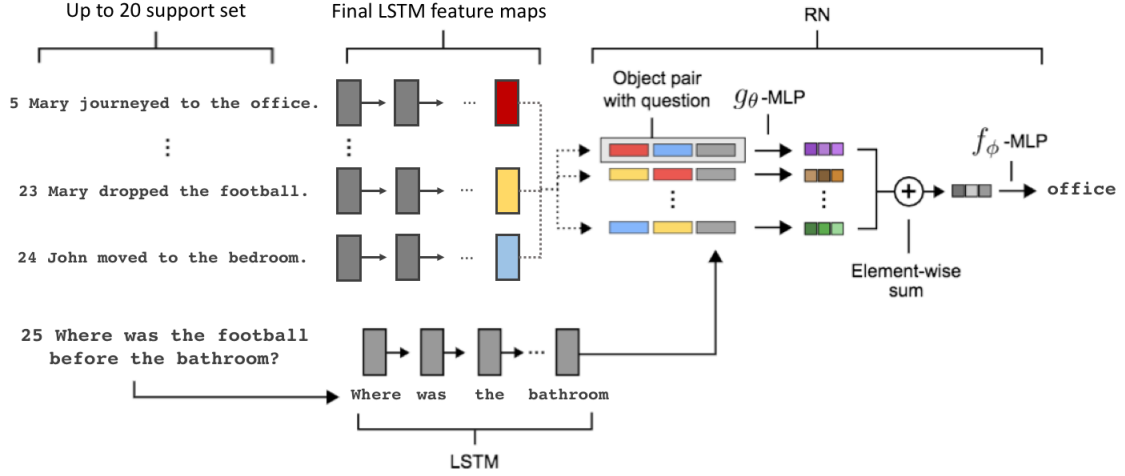 Up to 20 support set
Final LSTM feature maps
RN
5 Mary journeyed to the office.
⋮
23 Mary dropped the football.
24 John moved to the bedroom.
...
...
...
Object pair
with question
gθ-MLP
fϕ-MLP
office
Element-wise
sum
25 Where was the football
before the bathroom?
...
Where was the bathroom
LSTM